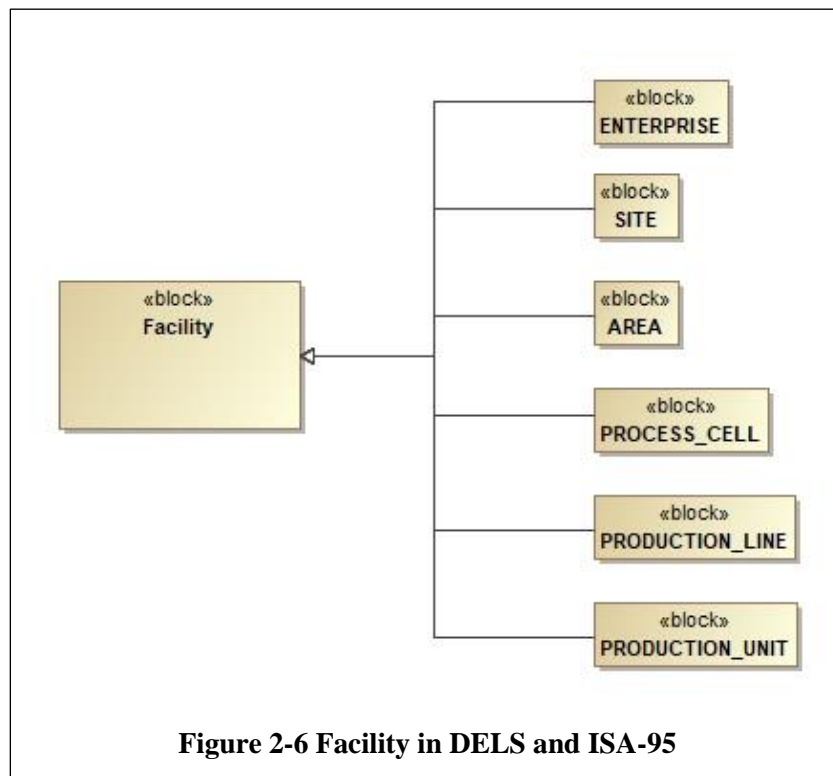 «block»
ENTERPRISE
«block»
SITE
«block»
Facility
«block»
AREA
«block»
PROCESS_CELL
«block»
PRODUCTION_LINE
«block»
PRODUCTION_UNIT
Figure 2-6 Facility in DELS and ISA-95